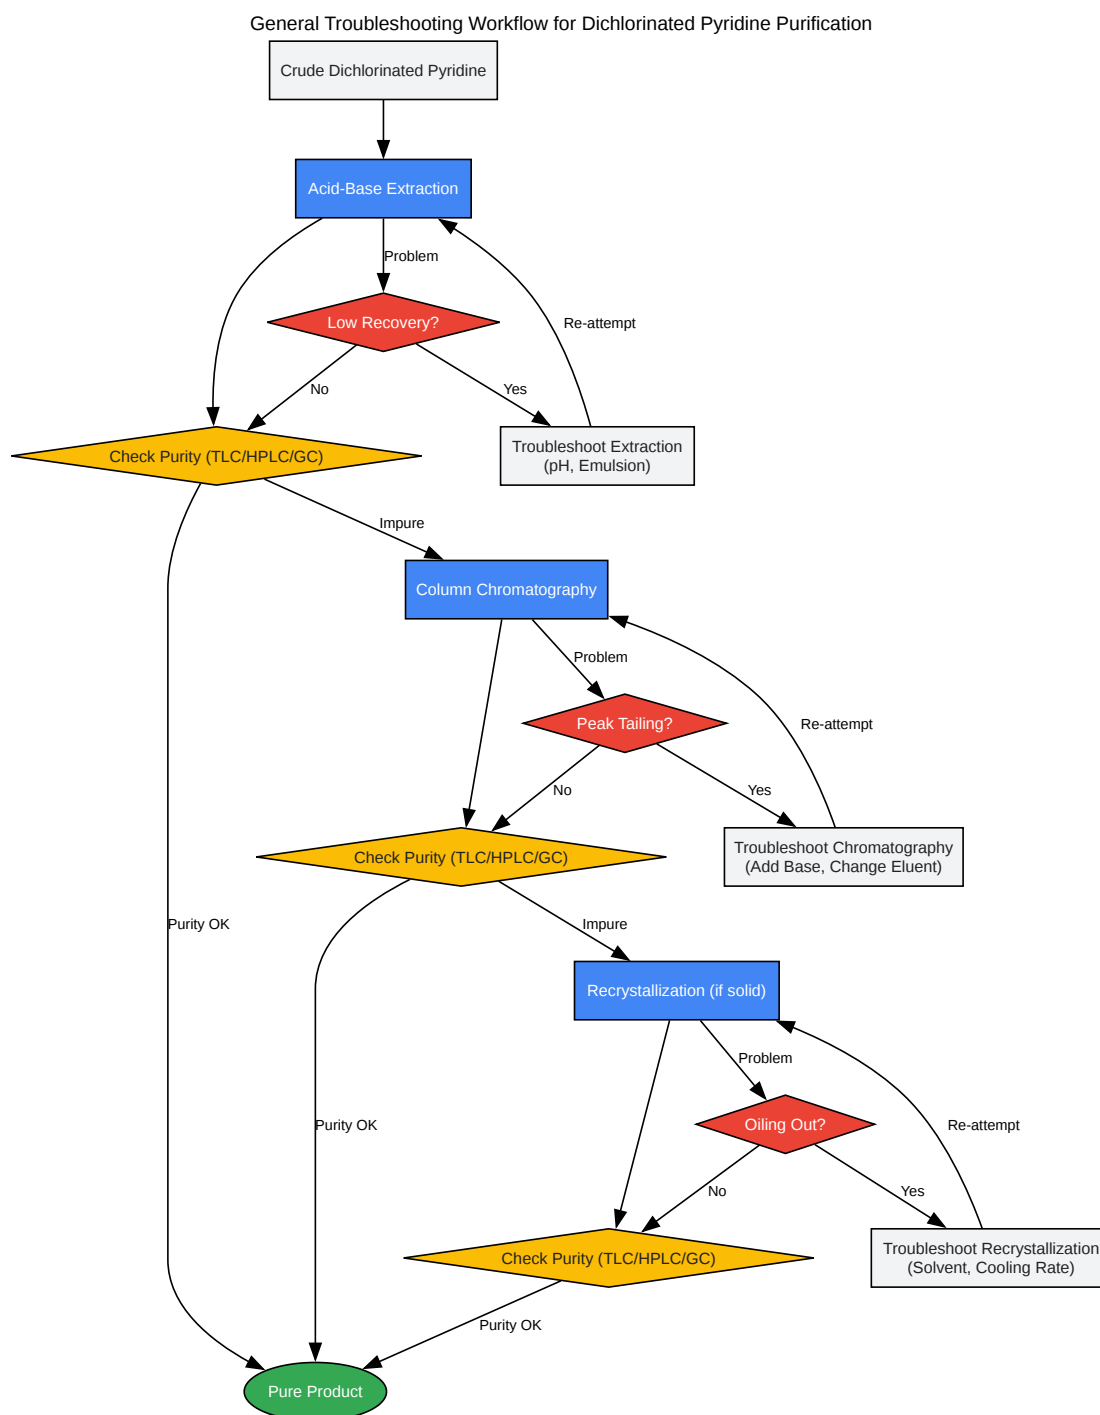 General Troubleshooting Workflow for Dichlorinated Pyridine Purification
Crude Dichlorinated Pyridine
Acid-Base Extraction
Problem
Low Recovery?
Re-attempt
No
Yes
Check Purity (TLC/HPLC/GC)
Troubleshoot Extraction
(pH, Emulsion)
Impure
Column Chromatography
Problem
Peak Tailing?
Re-attempt
No
Yes
Check Purity (TLC/HPLC/GC)
Troubleshoot Chromatography
(Add Base, Change Eluent)
Purity OK
Impure
Recrystallization (if solid)
Problem
Oiling Out?
Re-attempt
Purity OK
No
Yes
Check Purity (TLC/HPLC/GC)
Troubleshoot Recrystallization
(Solvent, Cooling Rate)
Purity OK
Pure Product